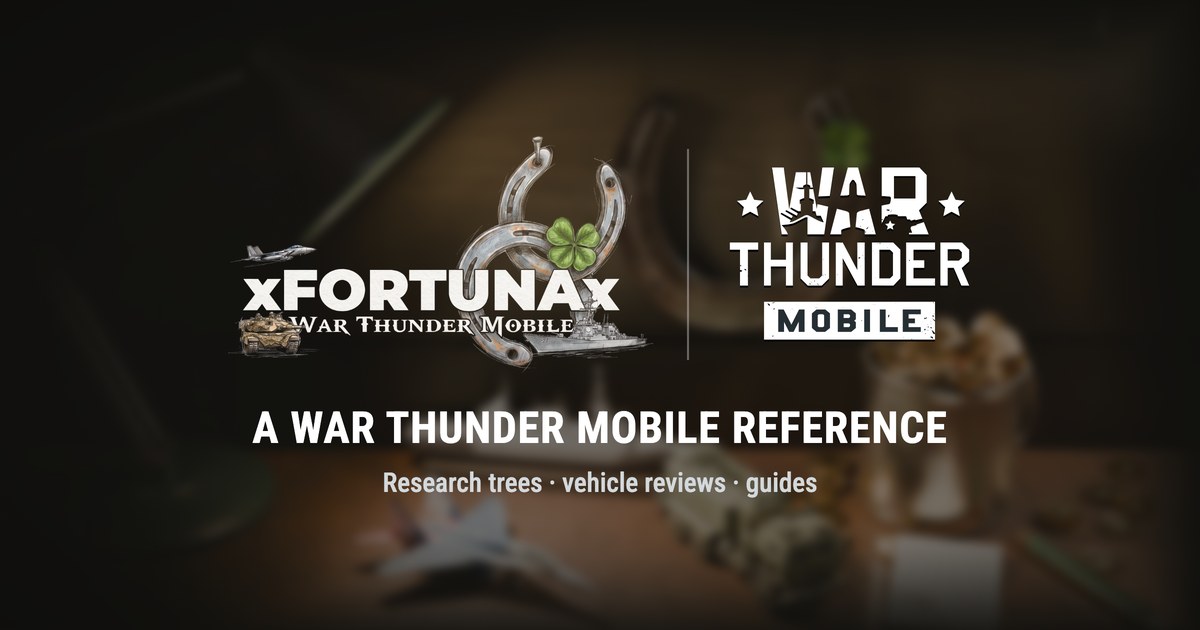 xFORTUNAx
WAR THUNDER MOBILE
WAR
THUNDER
MOBILE
A WAR THUNDER MOBILE REFERENCE
Research trees · vehicle reviews · guides